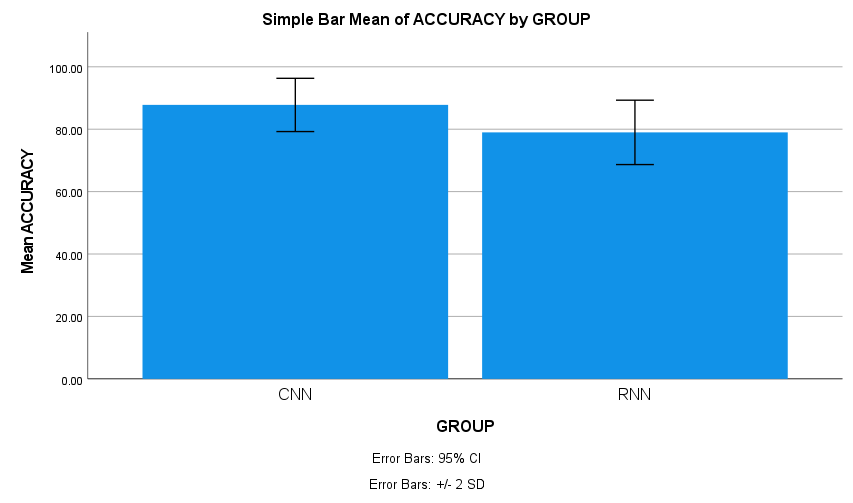 Simple Bar Mean of ACCURACY by GROUP
Mean ACCURACY
100.00
80.00
60.00
40.00
20.00
0.00
CNN
RNN
GROUP
Error Bars: 95% CI
Error Bars: +/- 2 SD